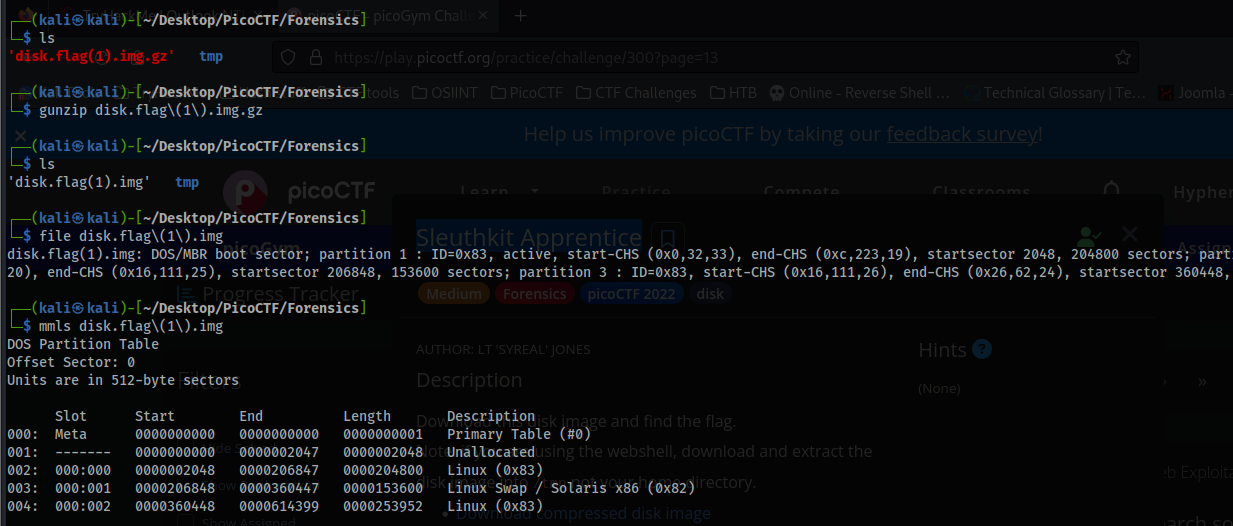 ┌──(kali㉿kali)-[~/Desktop/PicoCTF/Forensics]
└─$ ls
'disk.flag(1).img.gz'   tmp
https://play.picoctf.org/practice/challenge/300?page=13
┌──(kali㉿kali)-[~/Desktop/PicoCTF/Forensics]
└─$ gunzip disk.flag\(1\).img.gz
OSIINT PicoCTF CTF Challenges HTB Online - Reverse Shell ... Technical Glossary | Te... Joomla
Help us improve picoCTF by taking our feedback survey!
┌──(kali㉿kali)-[~/Desktop/PicoCTF/Forensics]
└─$ ls
'disk.flag(1).img'   tmp
picoCTF Learn Practice Compete Classrooms
┌──(kali㉿kali)-[~/Desktop/PicoCTF/Forensics]
└─$ file disk.flag\(1\).img
Sleuthkit Apprentice
disk.flag(1).img: DOS/MBR boot sector; partition 1 : ID=0x83, active, start-CHS (0x0,32,33), end-CHS (0xc,223,19), startsector 2048, 204800 sectors; part
20), end-CHS (0x16,111,25), startsector 206848, 153600 sectors; partition 3 : ID=0x83, start-CHS (0x16,111,26), end-CHS (0x26,62,24), startsector 360448,
Progress Tracker Medium Forensics picoCTF 2022 disk
┌──(kali㉿kali)-[~/Desktop/PicoCTF/Forensics]
└─$ mmls disk.flag\(1\).img
DOS Partition Table
AUTHOR: LT 'SYREAL' JONES
Hints ?
Offset Sector: 0
Units are in 512-byte sectors
Filters
Description
(None)
Slot Start End Length Description
Download this disk image and find the flag.
000: Meta 0000000000 0000000000 0000000001 Primary Table (#0)
001: ------- 0000000000 0000002047 0000002048 Unallocated
using the webshell, download and extract the
002: 000:000 0000002048 0000206847 0000204800 Linux (0x83)
003: 000:001 0000206848 0000360447 0000153600 Linux Swap / Solaris x86 (0x82)
not your home directory.
004: 000:002 0000360448 0000614399 0000253952 Linux (0x83)
Download compressed disk image
Show Assigned